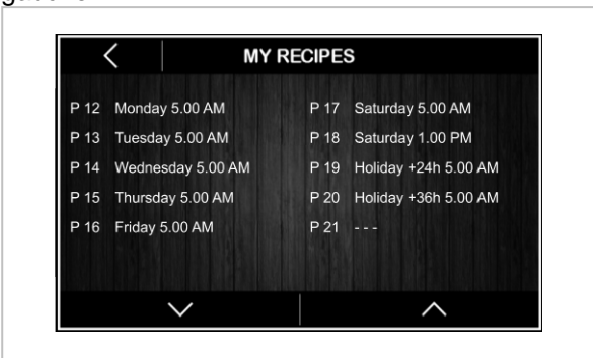 MY RECIPES
P 12 Monday 5.00 AM
P 13 Tuesday 5.00 AM
P 14 Wednesday 5.00 AM
P 15 Thursday 5.00 AM
P 16 Friday 5.00 AM
P 17 Saturday 5.00 AM
P 18 Saturday 1.00 PM
P 19 Holiday +24h 5.00 AM
P 20 Holiday +36h 5.00 AM
P 21 - - -